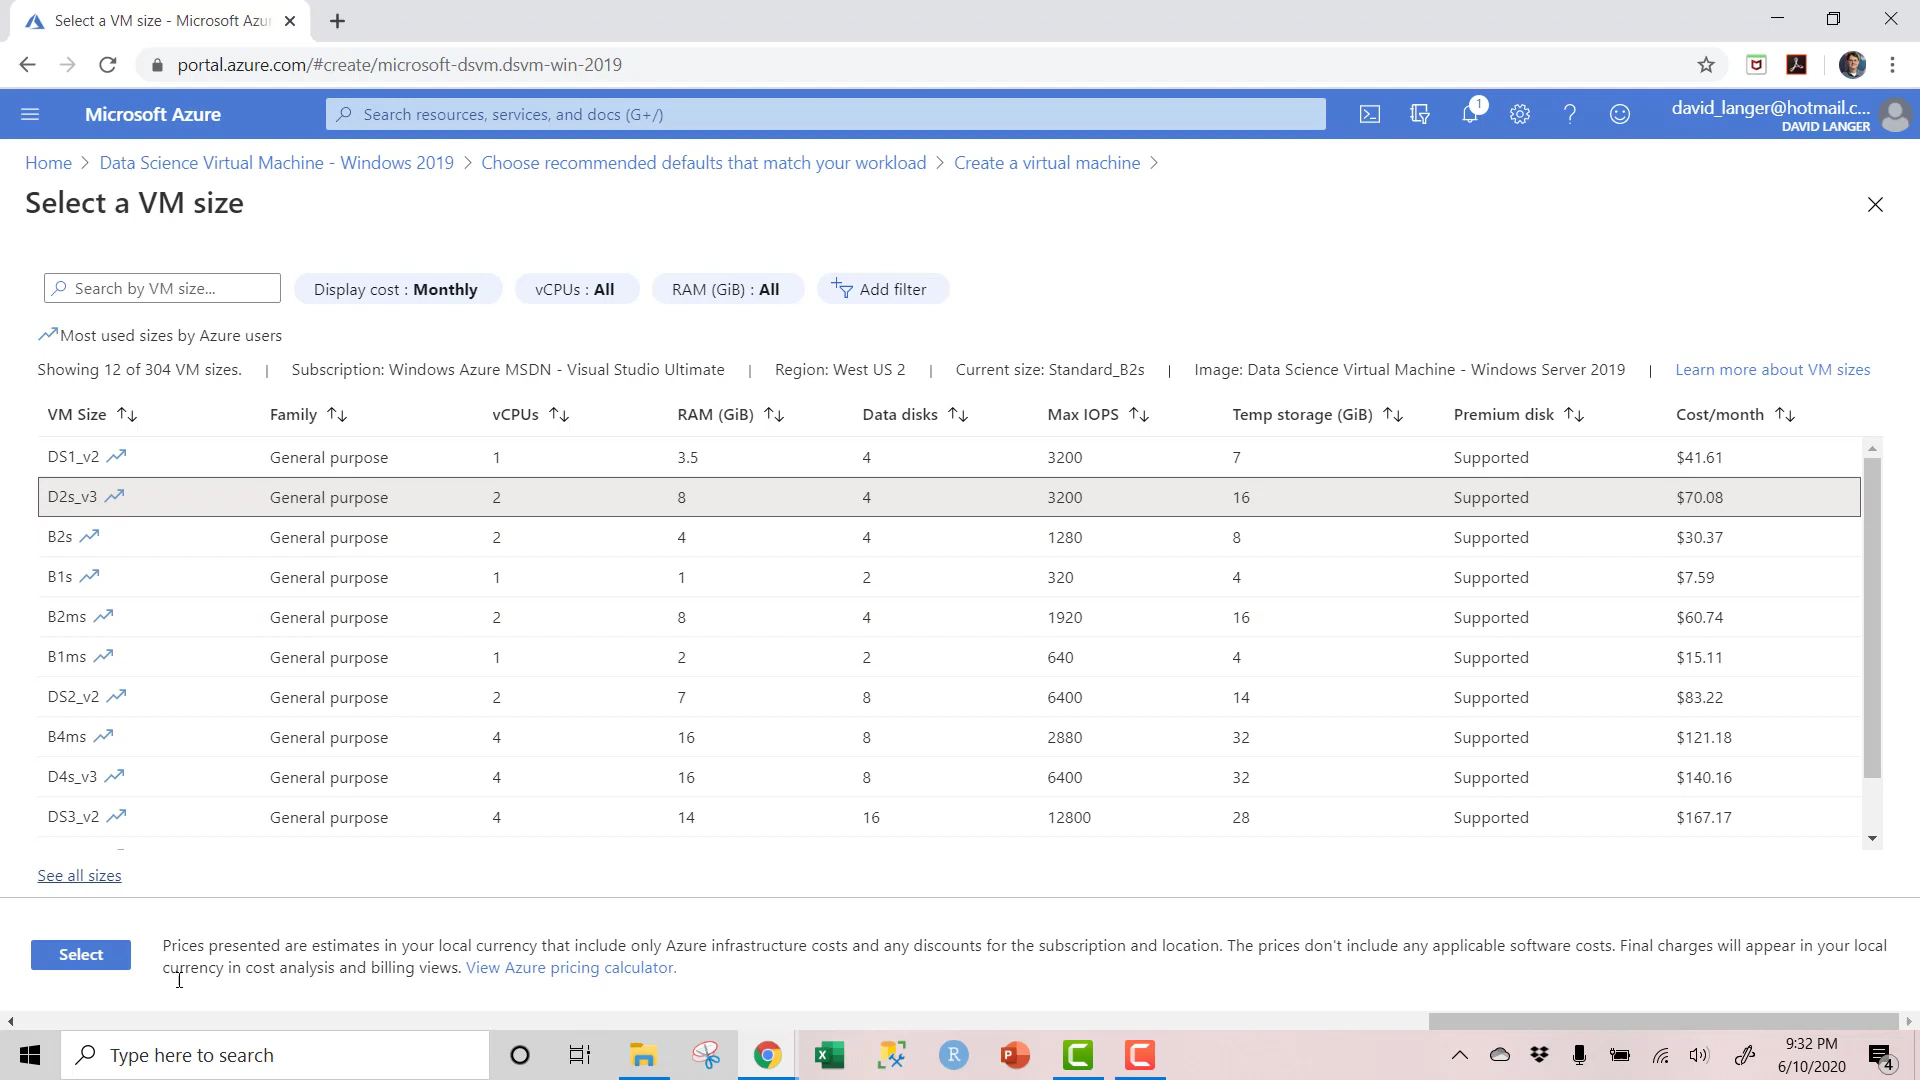 Select a VM size - Microsoft Azu
portal.azure.com/#create/microsoft-dsvm.dsvm-win-2019
Microsoft Azure
Search resources, services, and docs (G+/)
1
david_langer@hotmail.c...
DAVID LANGER
Home > Data Science Virtual Machine - Windows 2019 > Choose recommended defaults that match your workload > Create a virtual machine >
Select a VM size
Search by VM size...
Display cost : Monthly
vCPUs : All
RAM (GiB) : All
Add filter
Most used sizes by Azure users
Showing 12 of 304 VM sizes. | Subscription: Windows Azure MSDN - Visual Studio Ultimate | Region: West US 2 | Current size: Standard_B2s | Image: Data Science Virtual Machine - Windows Server 2019 | Learn more about VM sizes
VM Size Family vCPUs RAM (GiB) Data disks Max IOPS Temp storage (GiB) Premium disk Cost/month
DS1_v2 General purpose 1 3.5 4 3200 7 Supported $41.61
D2s_v3 General purpose 2 8 4 3200 16 Supported $70.08
B2s General purpose 2 4 4 1280 8 Supported $30.37
B1s General purpose 1 1 2 320 4 Supported $7.59
B2ms General purpose 2 8 4 1920 16 Supported $60.74
B1ms General purpose 1 2 2 640 4 Supported $15.11
DS2_v2 General purpose 2 7 8 6400 14 Supported $83.22
B4ms General purpose 4 16 8 2880 32 Supported $121.18
D4s_v3 General purpose 4 16 8 6400 32 Supported $140.16
DS3_v2 General purpose 4 14 16 12800 28 Supported $167.17
See all sizes
Select
Prices presented are estimates in your local currency that include only Azure infrastructure costs and any discounts for the subscription and location. The prices don't include any applicable software costs. Final charges will appear in your local
currency in cost analysis and billing views. View Azure pricing calculator.
Type here to search
9:32 PM
6/10/2020
4